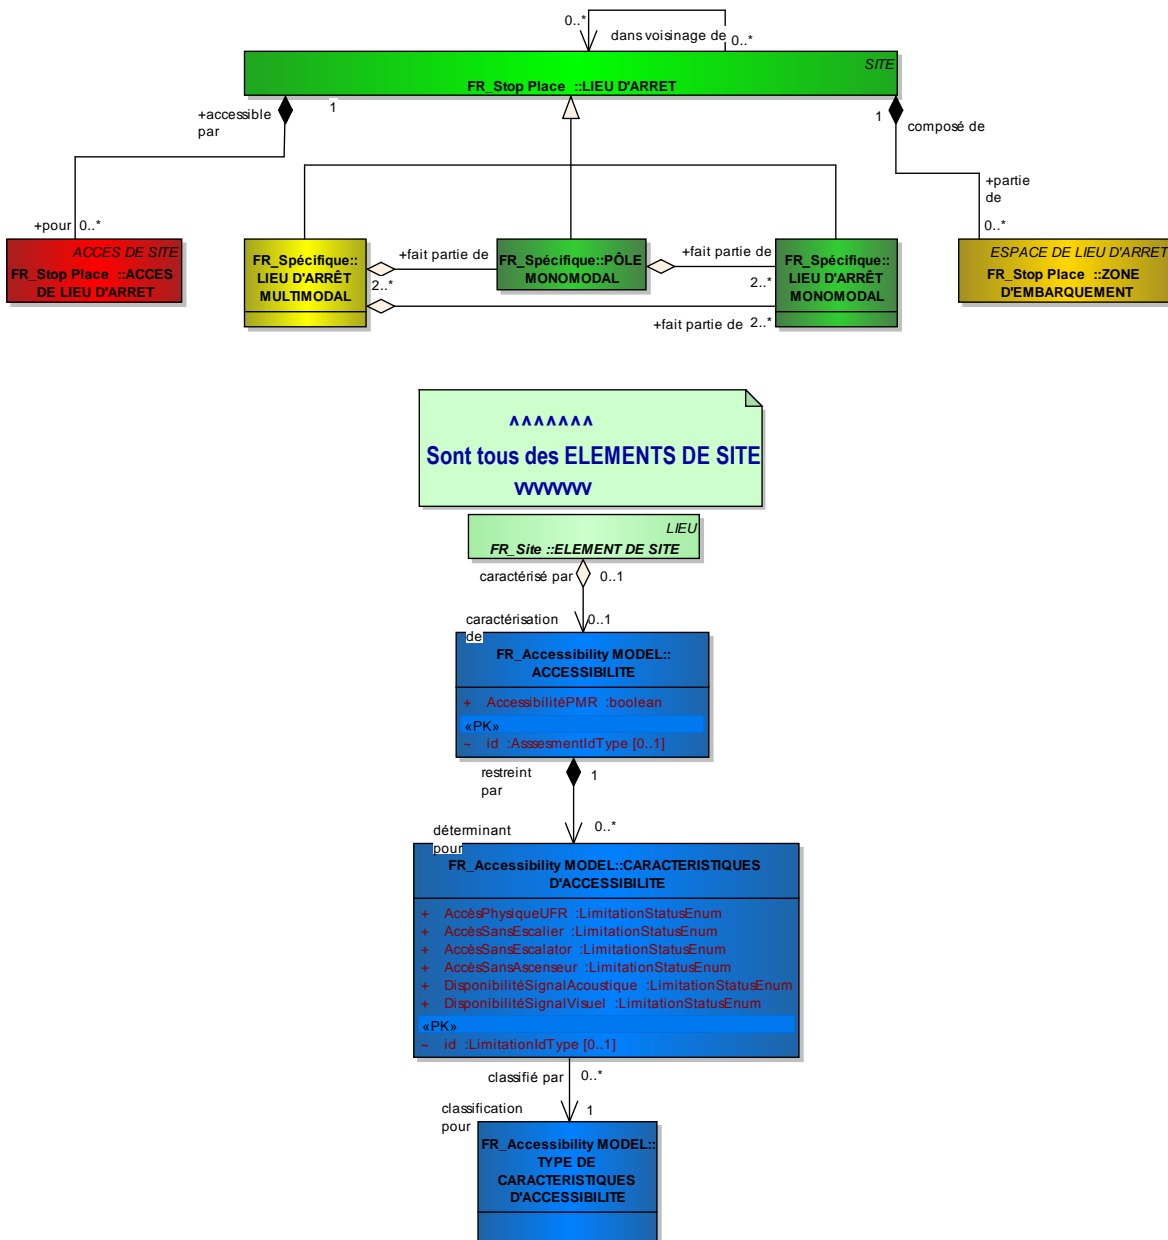 0..*
dans voisinage de
0..*
SITE
FR_Stop Place ::LIEU D'ARRET
+accessible
par
1
1
composé de
+pour 0..*
+partie
de
0..*
ACCES DE SITE
FR_Stop Place ::ACCES
DE LIEU D'ARRET
FR_Spécifique::
LIEU D'ARRÊT
MULTIMODAL
+fait partie de
2..*
FR_Spécifique::PÔLE
MONOMODAL
+fait partie de
2..*
FR_Spécifique::
LIEU D'ARRÊT
MONOMODAL
+fait partie de 2..*
ESPACE DE LIEU D'ARRET
FR_Stop Place ::ZONE
D'EMBARQUEMENT
^^^^^^^
Sont tous des ELEMENTS DE SITE
vvvvvvvv
LIEU
FR_Site ::ELEMENT DE SITE
caractérisé par 0..1
caractérisation
de
0..1
FR_Accessibility MODEL::
ACCESSIBILITE
+ AccessibilitéPMR :boolean
«PK»
~ id :AsssesmentIdType [0..1]
restreint
par
1
déterminant
pour
0..*
FR_Accessibility MODEL::CARACTERISTIQUES
D'ACCESSIBILITE
+ AccèsPhysiqueUFR :LimitationStatusEnum
+ AccèsSansEscalier :LimitationStatusEnum
+ AccèsSansEscalator :LimitationStatusEnum
+ AccèsSansAscenseur :LimitationStatusEnum
+ DisponibilitéSignalAcoustique :LimitationStatusEnum
+ DisponibilitéSignalVisuel :LimitationStatusEnum
«PK»
~ id :LimitationIdType [0..1]
classifié par 0..*
classification
pour
1
FR_Accessibility MODEL::
TYPE DE
CARACTERISTIQUES
D'ACCESSIBILITE